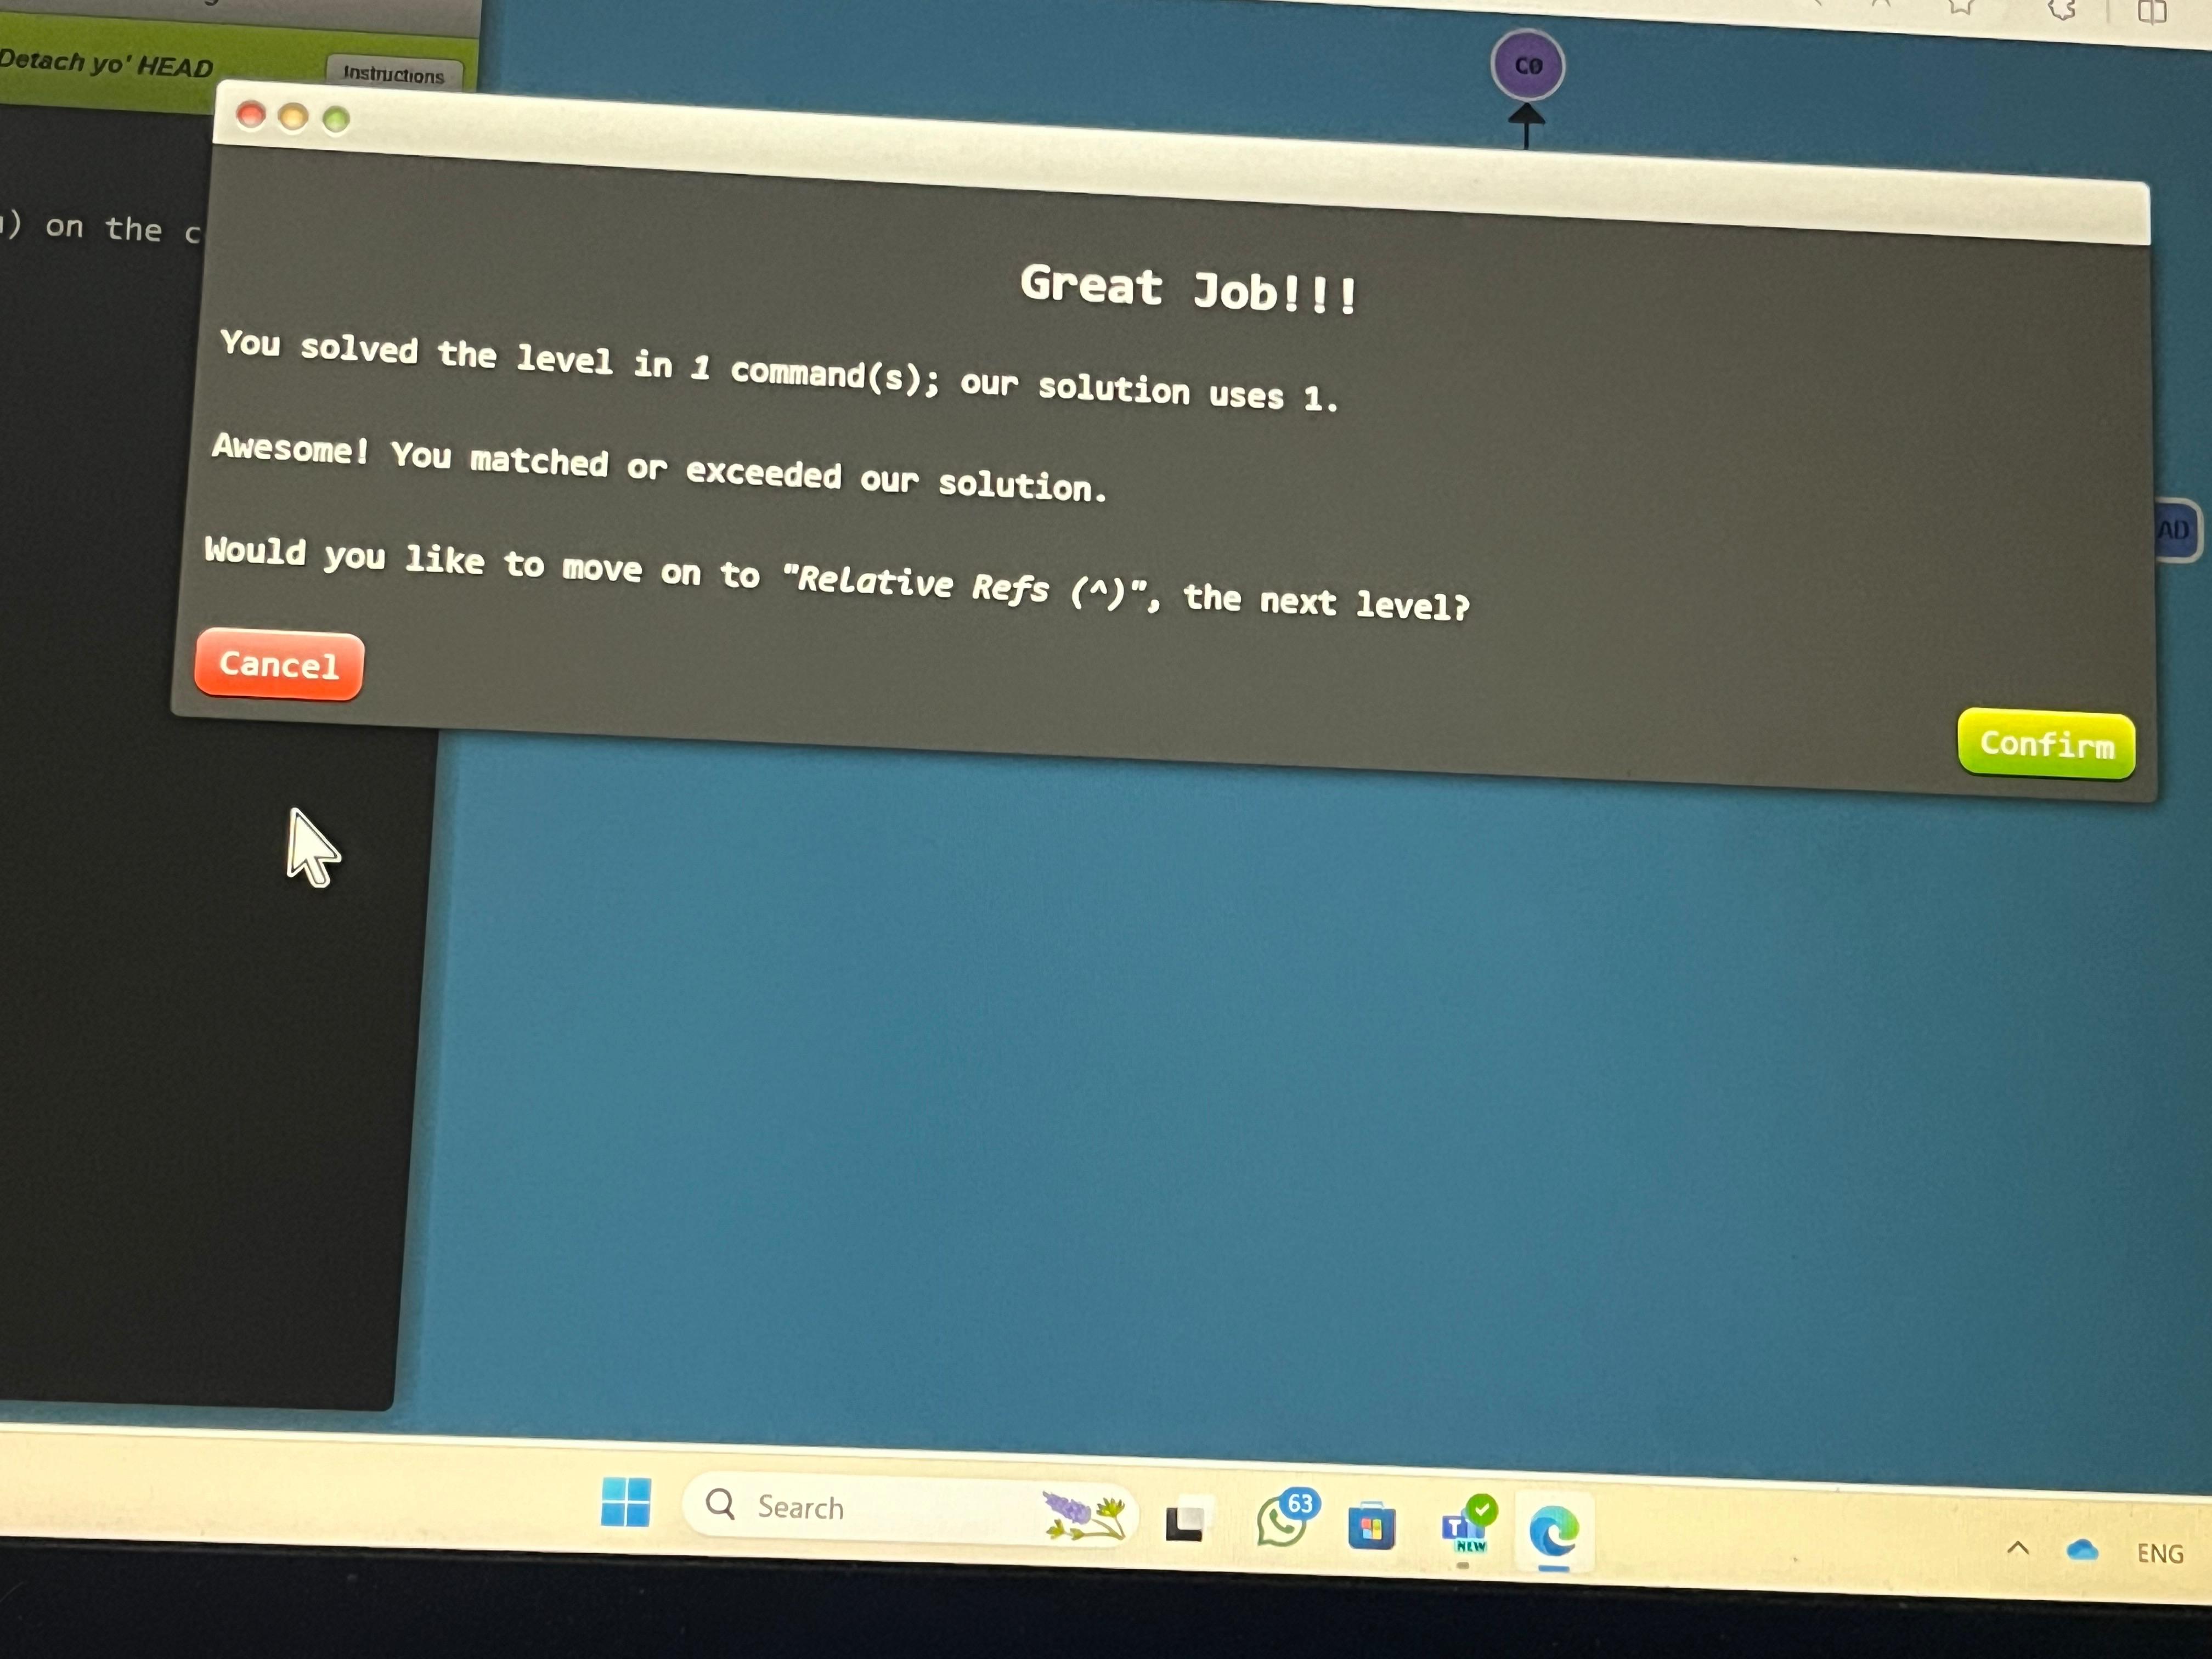 Detach yo' HEAD
Instructions
C0
) on the c
Great Job!!!
You solved the level in 1 command(s); our solution uses 1.
Awesome! You matched or exceeded our solution.
AD
Would you like to move on to "Relative Refs (^)", the next level?
Cancel
Confirm
Search
63
T
NEW
ENG